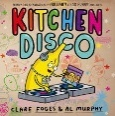 KITCHEN
DISCO
CLARE FOGES & AL MURPHY